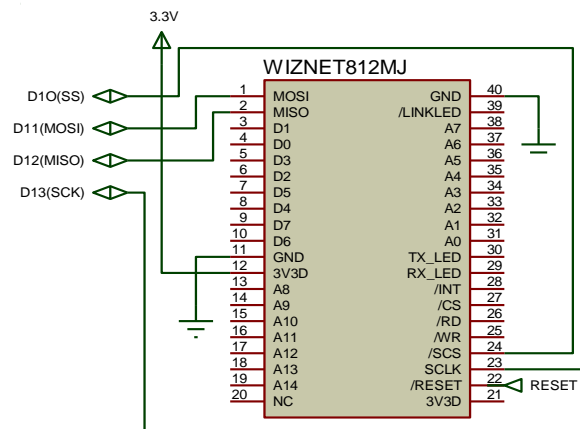 3.3V
WIZNET812MJ
D10(SS)
D11(MOSI)
D12(MISO)
D13(SCK)
1 MOSI GND 40
2 MISO /LINKLED 39
3 D1 A7 38
4 D0 A6 37
5 D3 A5 36
6 D2 A4 35
7 D5 A3 34
8 D4 A2 33
9 D7 A1 32
10 D6 A0 31
11 GND TX_LED 30
12 3V3D RX_LED 29
13 A8 /INT 28
14 A9 /CS 27
15 A10 /RD 26
16 A11 /WR 25
17 A12 /SCS 24
18 A13 SCLK 23
19 A14 /RESET 22 RESET
20 NC 3V3D 21